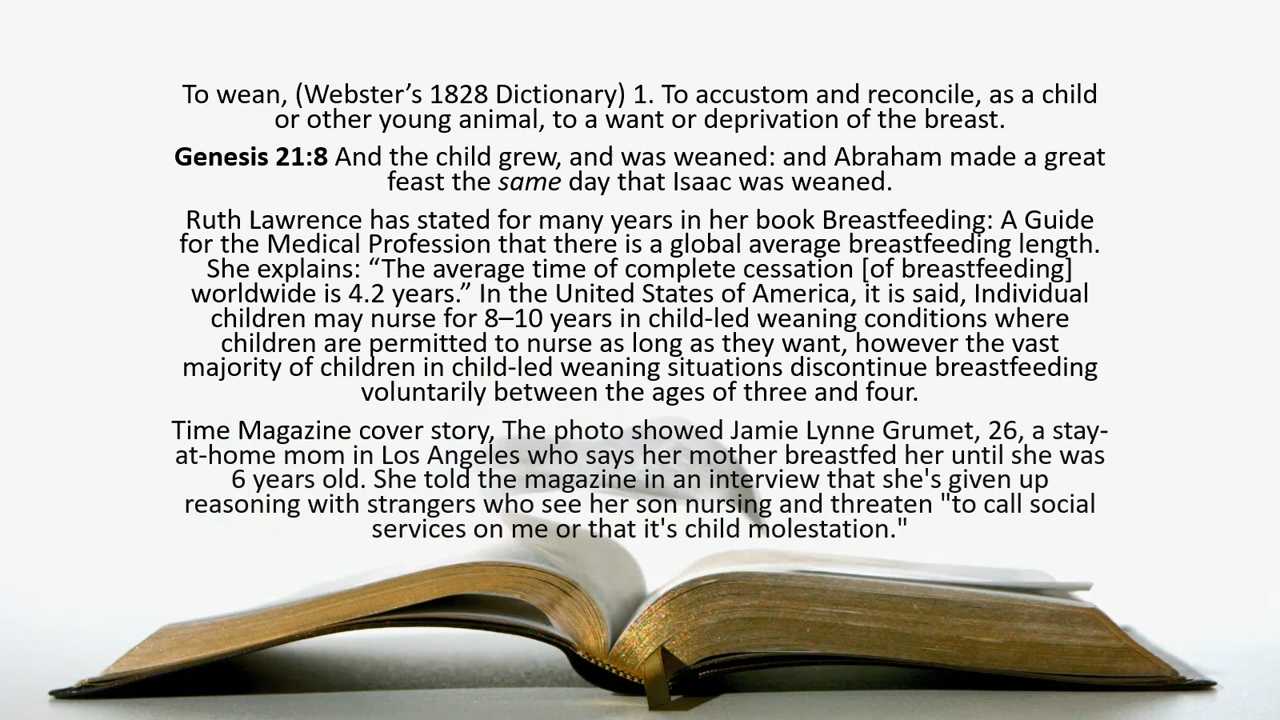 To wean, (Webster’s 1828 Dictionary) 1. To accustom and reconcile, as a child
or other young animal, to a want or deprivation of the breast.
Genesis 21:8 And the child grew, and was weaned: and Abraham made a great
feast the same day that Isaac was weaned.
Ruth Lawrence has stated for many years in her book Breastfeeding: A Guide
for the Medical Profession that there is a global average breastfeeding length.
She explains: “The average time of complete cessation [of breastfeeding]
worldwide is 4.2 years.” In the United States of America, it is said, Individual
children may nurse for 8–10 years in child-led weaning conditions where
children are permitted to nurse as long as they want, however the vast
majority of children in child-led weaning situations discontinue breastfeeding
voluntarily between the ages of three and four.
Time Magazine cover story, The photo showed Jamie Lynne Grumet, 26, a stay-
at-home mom in Los Angeles who says her mother breastfed her until she was
6 years old. She told the magazine in an interview that she's given up
reasoning with strangers who see her son nursing and threaten "to call social
services on me or that it's child molestation."